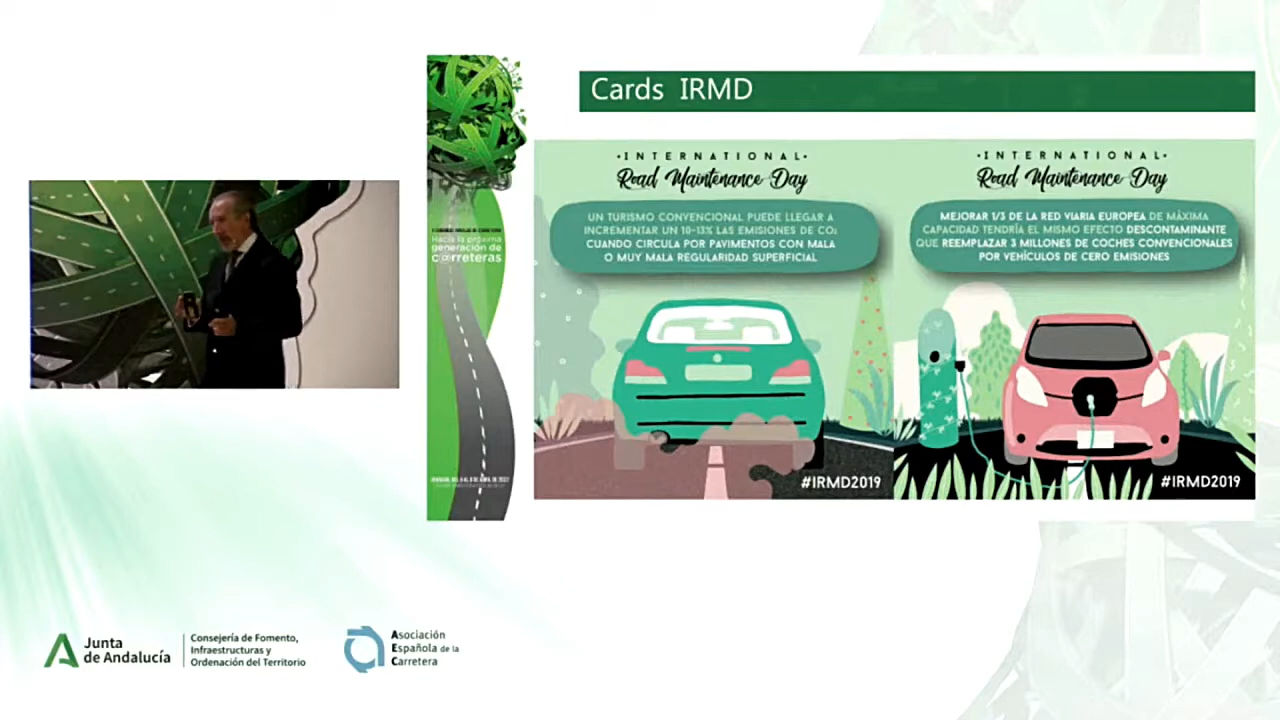 Cards IRMD
Hacia la próxima
generación de
c@rreteras
·INTERNATIONAL·
Road Maintenance Day
UN TURISMO CONVENCIONAL PUEDE LLEGAR A
INCREMENTAR UN 10-13% LAS EMISIONES DE CO₂
CUANDO CIRCULA POR PAVIMENTOS CON MALA
O MUY MALA REGULARIDAD SUPERFICIAL
#IRMD2019
·INTERNATIONAL·
Road Maintenance Day
MEJORAR 1/3 DE LA RED VIARIA EUROPEA DE MÁXIMA
CAPACIDAD TENDRÍA EL MISMO EFECTO DESCONTAMINANTE
QUE REEMPLAZAR 3 MILLONES DE COCHES CONVENCIONALES
POR VEHÍCULOS DE CERO EMISIONES
#IRMD2019
Junta
de Andalucía
Consejería de Fomento,
Infraestructuras y
Ordenación del Territorio
Asociación
Española de la
Carretera